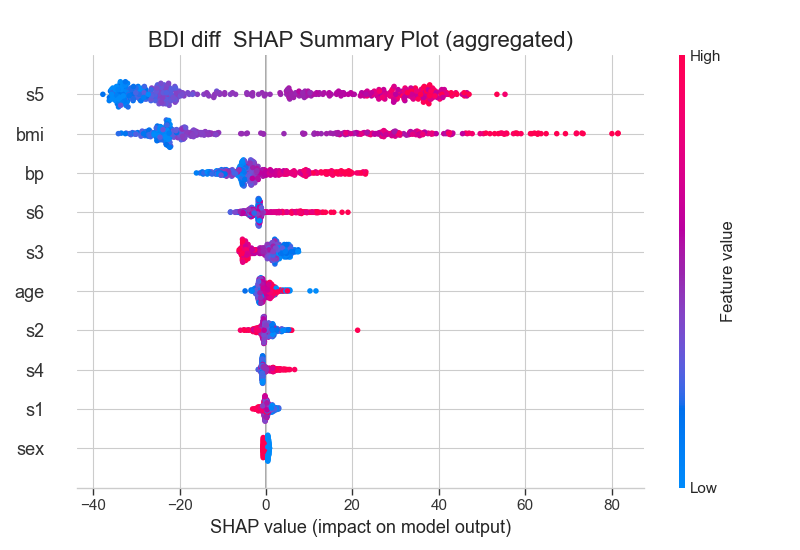 BDI diff  SHAP Summary Plot (aggregated)
High
s5
bmi
bp
s6
s3
age
s2
s4
s1
sex
Feature value
Low
−40
−20
0
20
40
60
80
SHAP value (impact on model output)